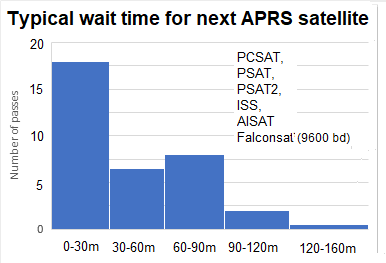 Typical wait time for next APRS satellite
20
15
10
5
0
Number of passes
PCSAT,
PSAT,
PSAT2,
ISS,
AISAT
Falconsat (9600 bd)
0-30m 30-60m 60-90m 90-120m 120-160m